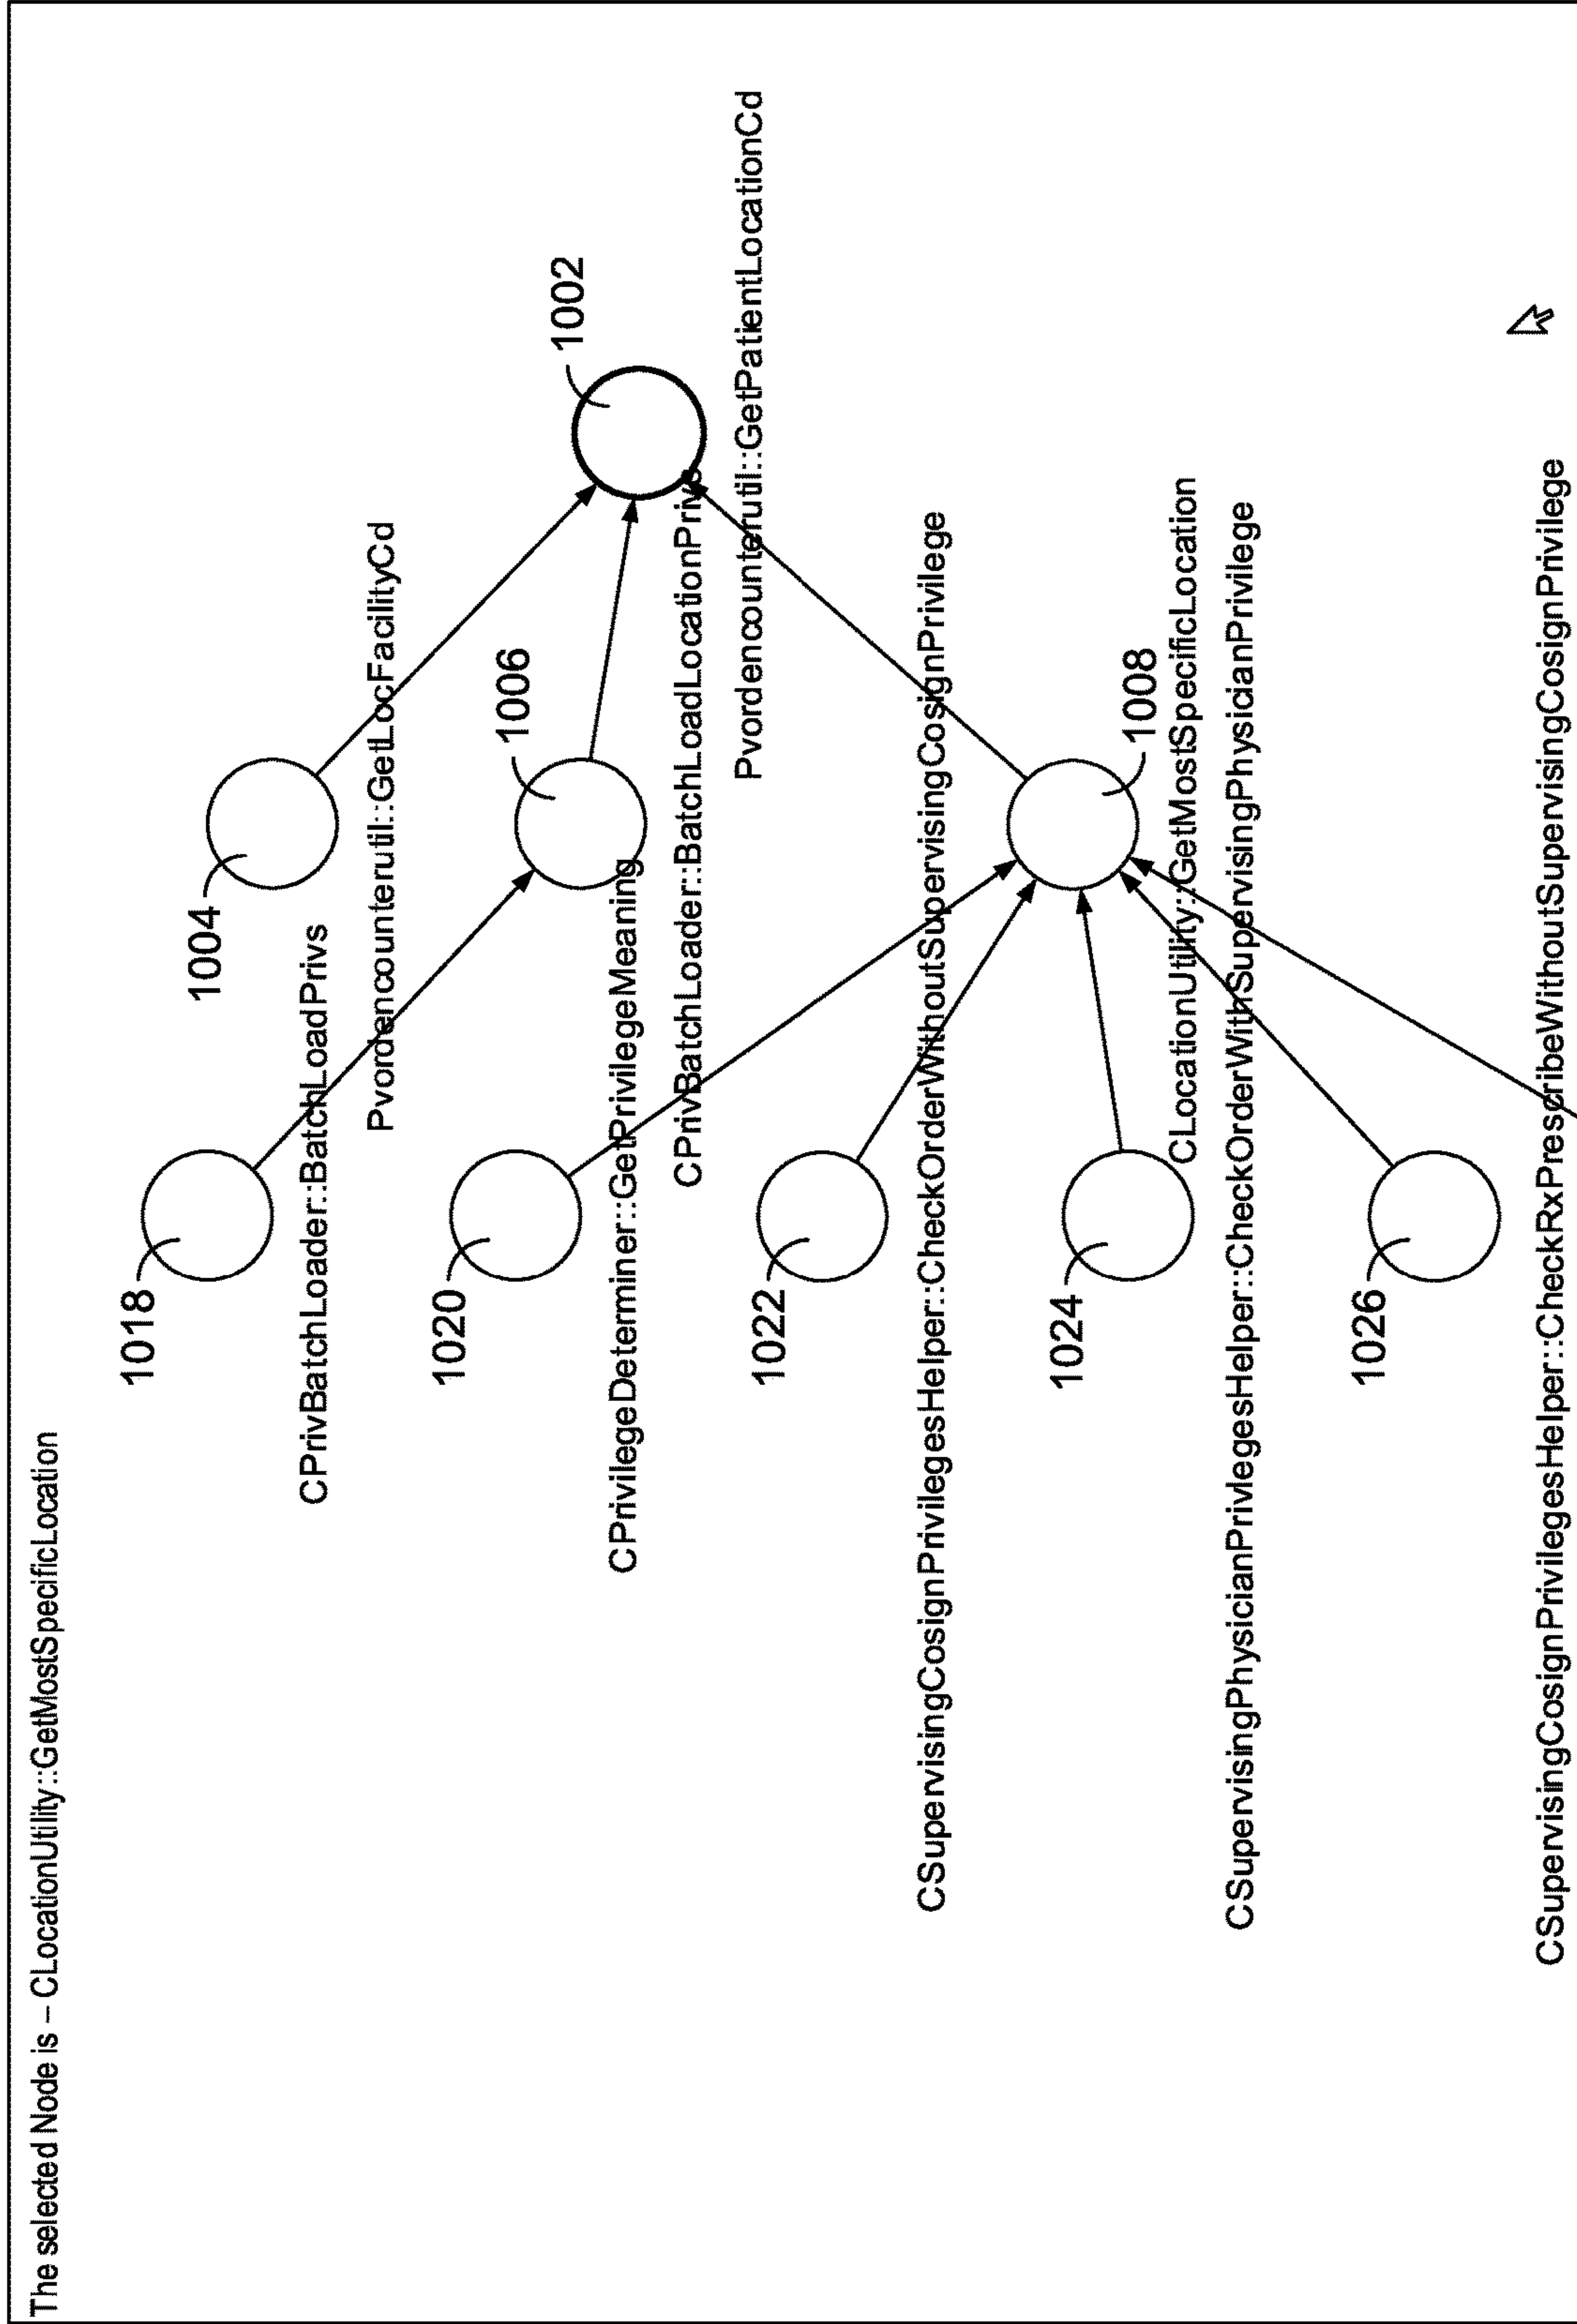 The selected Node is – CLocationUtility::GetMostSpecificLocation
1018
CPrivBatchLoader::BatchLoadPrivs
1004
Pvordencounterutil::GetLocFacilityCd
1020
CPrivilegeDeterminer::GetPrivilegeMeaning
1006
CPrivBatchLoader::BatchLoadLocationPrivs
1002
Pvordencounterutil::GetPatientLocationCd
1022
CSupervisingCosignPrivilegesHelper::CheckOrderWithoutSupervisingCosignPrivilege
1024
1008
CLocationUtility::GetMostSpecificLocation
CSupervisingPhysicianPrivlegesHelper::CheckOrderWithSupervisingPhysicianPrivilege
1026
CSupervisingCosignPrivilegesHelper::CheckRxPrescribeWithoutSupervisingCosignPrivilege